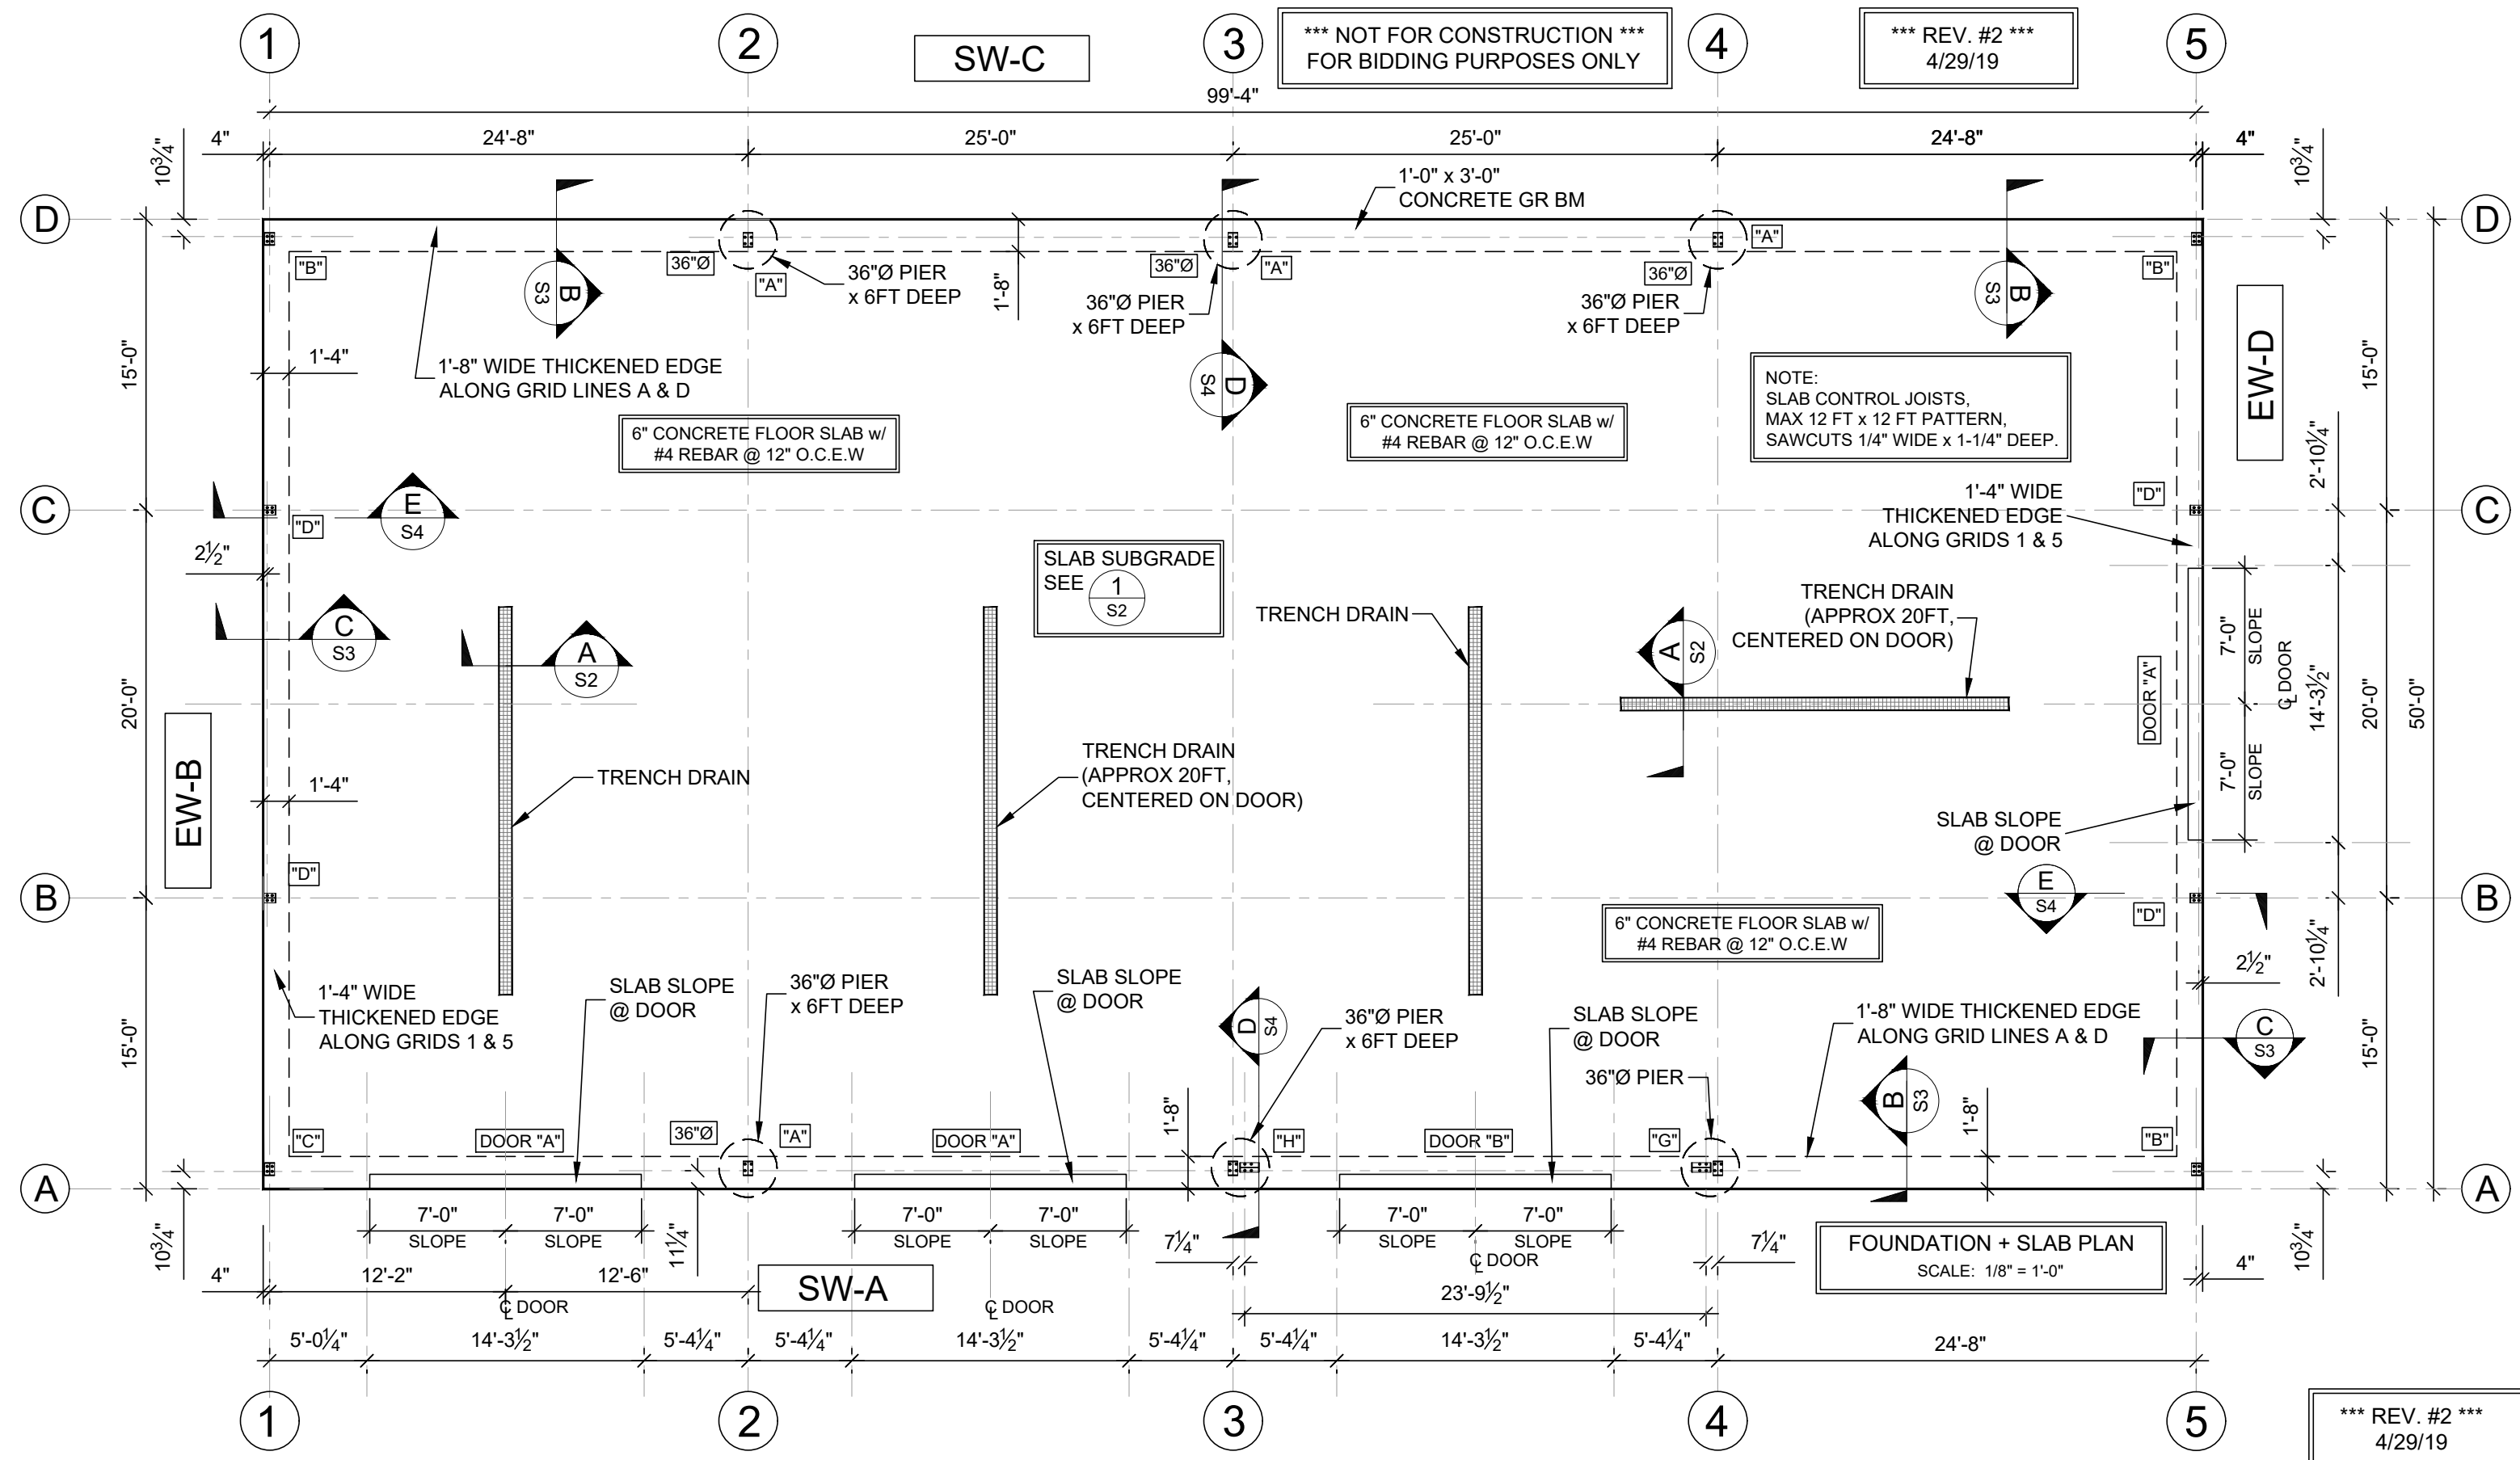 1
2
3
4
5
SW-C
*** NOT FOR CONSTRUCTION ***
FOR BIDDING PURPOSES ONLY
*** REV. #2 ***
4/29/19
99'-4"
4"
24'-8"
25'-0"
25'-0"
24'-8"
4"
10¾"
10¾"
1'-0" x 3'-0"
CONCRETE GR BM
D
D
"B"
B
S3
36"Ø
"A"
36"Ø PIER
x 6FT DEEP
1'-8"
36"Ø
"A"
36"Ø PIER
x 6FT DEEP
36"Ø
"A"
36"Ø PIER
x 6FT DEEP
B
S3
"B"
15'-0"
1'-4"
1'-8" WIDE THICKENED EDGE
ALONG GRID LINES A & D
D
S4
NOTE:
SLAB CONTROL JOISTS,
MAX 12 FT x 12 FT PATTERN,
SAWCUTS 1/4" WIDE x 1-1/4" DEEP.
EW-D
15'-0"
6" CONCRETE FLOOR SLAB w/
#4 REBAR @ 12" O.C.E.W
6" CONCRETE FLOOR SLAB w/
#4 REBAR @ 12" O.C.E.W
2'-10¼"
C
"D"
E
S4
1'-4" WIDE
THICKENED EDGE
ALONG GRIDS 1 & 5
"D"
C
2½"
SLAB SUBGRADE
SEE
1
S2
C
S3
A
S2
TRENCH DRAIN
A
S2
TRENCH DRAIN
(APPROX 20FT,
CENTERED ON DOOR)
7'-0"
SLOPE
DOOR "A"
℄ DOOR
14'-3½"
20'-0"
50'-0"
20'-0"
EW-B
1'-4"
TRENCH DRAIN
TRENCH DRAIN
(APPROX 20FT,
CENTERED ON DOOR)
7'-0"
SLOPE
SLAB SLOPE
@ DOOR
B
"D"
E
S4
"D"
B
6" CONCRETE FLOOR SLAB w/
#4 REBAR @ 12" O.C.E.W
2'-10¼"
2½"
1'-4" WIDE
THICKENED EDGE
ALONG GRIDS 1 & 5
15'-0"
SLAB SLOPE
@ DOOR
36"Ø PIER
x 6FT DEEP
SLAB SLOPE
@ DOOR
D
S4
36"Ø PIER
x 6FT DEEP
SLAB SLOPE
@ DOOR
36"Ø PIER
1'-8" WIDE THICKENED EDGE
ALONG GRID LINES A & D
C
S3
15'-0"
"C"
DOOR "A"
36"Ø
"A"
DOOR "A"
1'-8"
"H"
DOOR "B"
"G"
B
S3
1'-8"
"B"
A
A
10¾"
7'-0"
SLOPE
7'-0"
SLOPE
11¼"
7'-0"
SLOPE
7'-0"
SLOPE
7¼"
7'-0"
SLOPE
7'-0"
SLOPE
℄ DOOR
7¼"
FOUNDATION + SLAB PLAN
SCALE: 1/8" = 1'-0"
10¾"
4"
12'-2"
12'-6"
SW-A
4"
℄ DOOR
℄ DOOR
23'-9½"
5'-0¼"
14'-3½"
5'-4¼"
5'-4¼"
14'-3½"
5'-4¼"
5'-4¼"
14'-3½"
5'-4¼"
24'-8"
1
2
3
4
5
*** REV. #2 ***
4/29/19